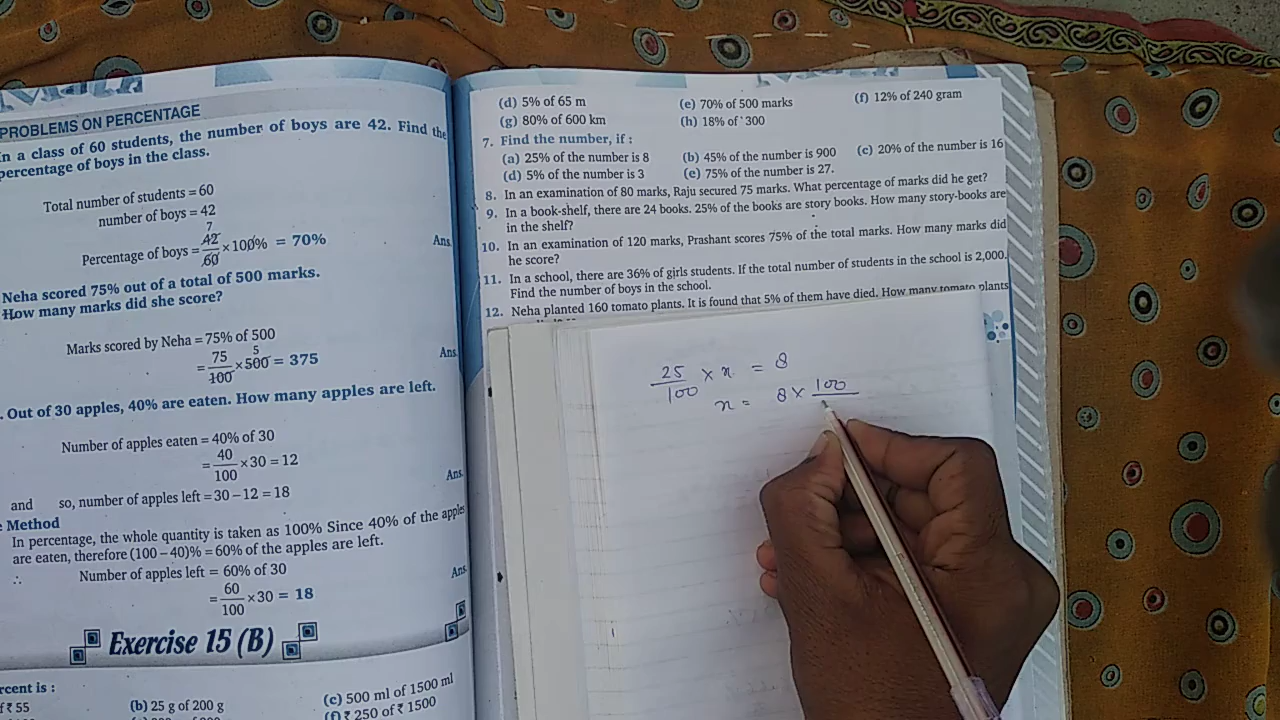 PROBLEMS ON PERCENTAGE
In a class of 60 students, the number of boys are 42. Find the
percentage of boys in the class.
Total number of students = 60
number of boys = 42
7
Percentage of boys = 42/60 × 100% = 70% Ans.
Neha scored 75% out of a total of 500 marks.
How many marks did she score?
Marks scored by Neha = 75% of 500
5
= 75/100 × 500 = 375 Ans.
. Out of 30 apples, 40% are eaten. How many apples are left.
Number of apples eaten = 40% of 30
= 40/100 × 30 = 12 Ans.
and so, number of apples left = 30 – 12 = 18
Method
In percentage, the whole quantity is taken as 100% Since 40% of the apples
are eaten, therefore (100 – 40)% = 60% of the apples are left.
∴ Number of apples left = 60% of 30 Ans.
= 60/100 × 30 = 18
Exercise 15 (B)
rcent is :
f ₹ 55 (b) 25 g of 200 g (c) 500 ml of 1500 ml
(f) ₹ 250 of ₹ 1500
(d) 5% of 65 m (e) 70% of 500 marks (f) 12% of 240 gram
(g) 80% of 600 km (h) 18% of 300
7. Find the number, if :
(a) 25% of the number is 8 (b) 45% of the number is 900 (c) 20% of the number is 16
(d) 5% of the number is 3 (e) 75% of the number is 27.
8. In an examination of 80 marks, Raju secured 75 marks. What percentage of marks did he get?
9. In a book-shelf, there are 24 books. 25% of the books are story books. How many story-books are
in the shelf?
10. In an examination of 120 marks, Prashant scores 75% of the total marks. How many marks did
he score?
11. In a school, there are 36% of girls students. If the total number of students in the school is 2,000.
Find the number of boys in the school.
12. Neha planted 160 tomato plants. It is found that 5% of them have died. How many tomato plants
25/100 × x = 8
x = 8 × 100